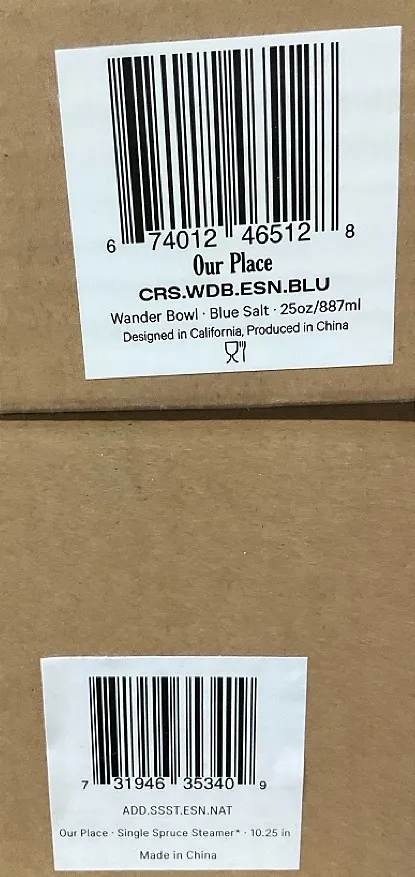 6 74012 46512 8
Our Place
CRS.WDB.ESN.BLU
Wander Bowl · Blue Salt · 25oz/887ml
Designed in California, Produced in China
7 31946 35340 9
ADD.SSST.ESN.NAT
Our Place · Single Spruce Steamer* · 10.25 in
Made in China